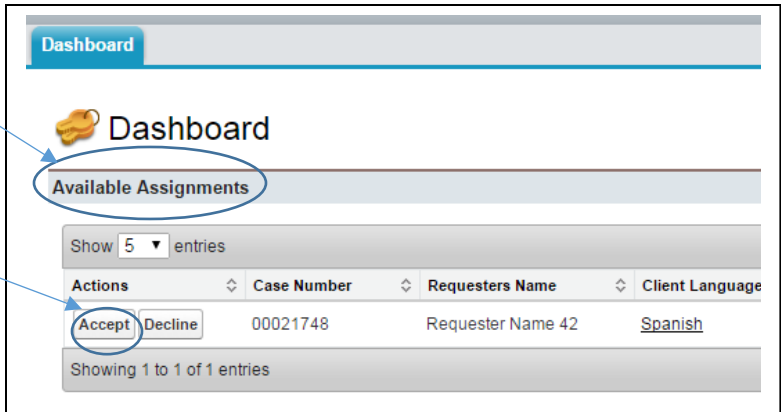 Dashboard
Dashboard
Available Assignments
Show 5 entries
Actions Case Number Requesters Name Client Language
Accept Decline 00021748 Requester Name 42 Spanish
Showing 1 to 1 of 1 entries